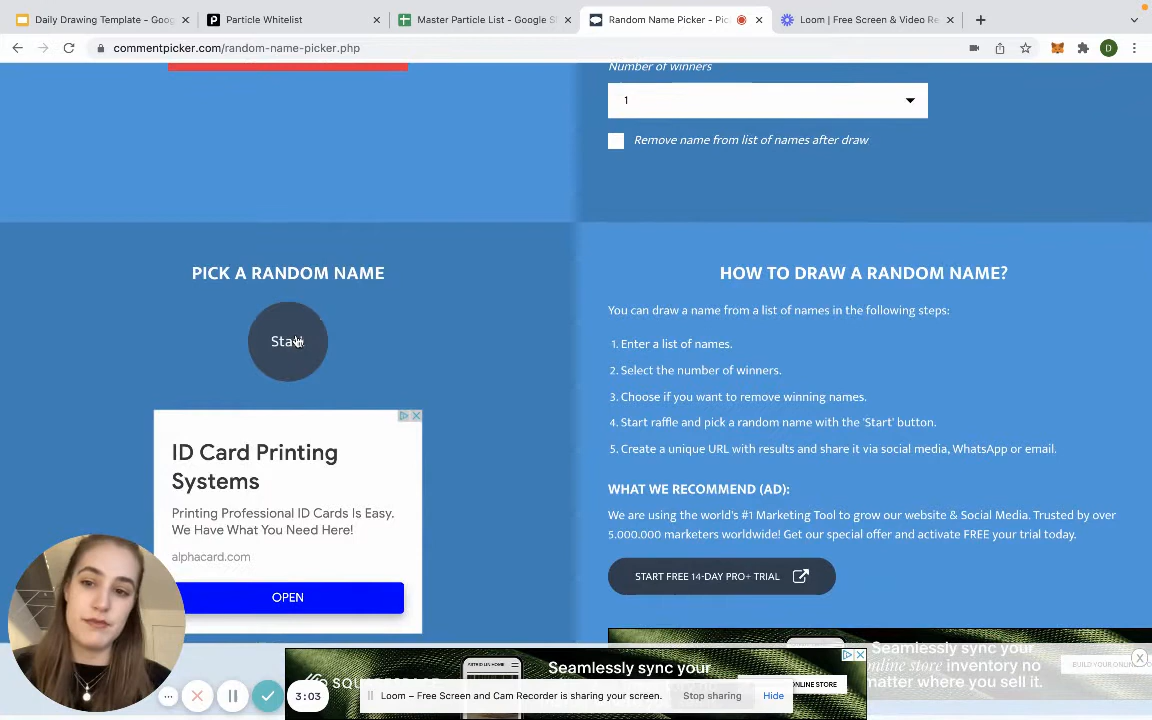 Daily Drawing Template - Goog
Particle Whitelist
Master Particle List - Google S
Random Name Picker - Pic
Loom | Free Screen & Video Re
commentpicker.com/random-name-picker.php
D
Number of winners
1
Remove name from list of names after draw
PICK A RANDOM NAME
Start
HOW TO DRAW A RANDOM NAME?
You can draw a name from a list of names in the following steps:
1. Enter a list of names.
2. Select the number of winners.
3. Choose if you want to remove winning names.
4. Start raffle and pick a random name with the 'Start' button.
5. Create a unique URL with results and share it via social media, WhatsApp or email.
ID Card Printing
Systems
Printing Professional ID Cards Is Easy.
We Have What You Need Here!
alphacard.com
OPEN
WHAT WE RECOMMEND (AD):
We are using the world's #1 Marketing Tool to grow our website & Social Media. Trusted by over
5.000.000 marketers worldwide! Get our special offer and activate FREE your trial today.
START FREE 14-DAY PRO+ TRIAL
Seamlessly sync your
online store inventory no
matter where you sell it.
Seamlessly sync your
ONLINE STORE
3:03
Loom – Free Screen and Cam Recorder is sharing your screen.
Stop sharing
Hide